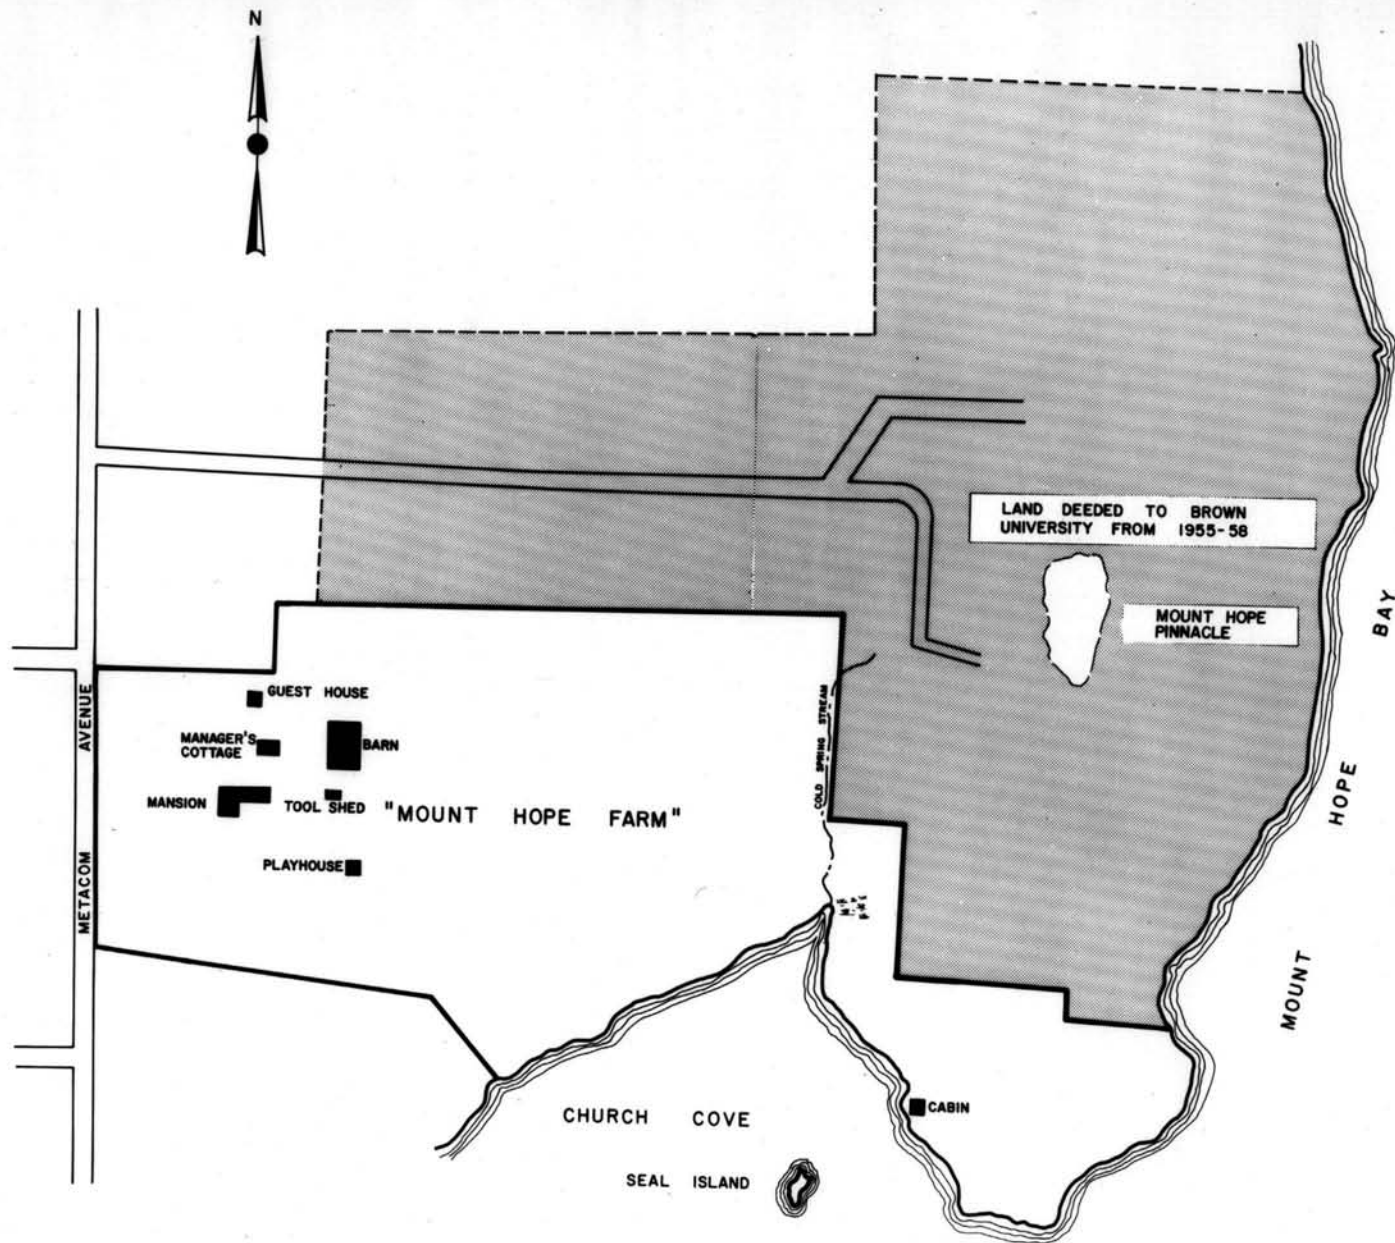 N
LAND DEEDED TO BROWN
UNIVERSITY FROM 1955-58
MOUNT HOPE
PINNACLE
MOUNT HOPE BAY
METACOM AVENUE
GUEST HOUSE
MANAGER'S
COTTAGE
BARN
MANSION
TOOL SHED
"MOUNT HOPE FARM"
PLAYHOUSE
COLD SPRING STREAM
CHURCH COVE
CABIN
SEAL ISLAND